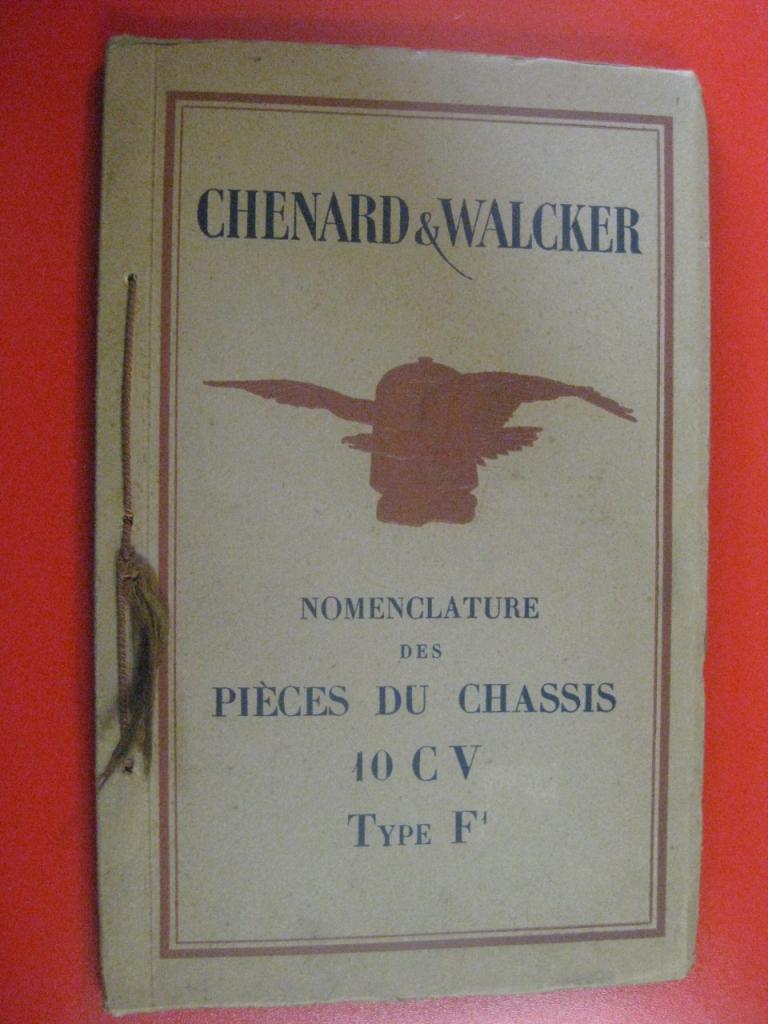 CHENARD & WALCKER
NOMENCLATURE
DES
PIÈCES DU CHASSIS
10 CV
TYPE F¹